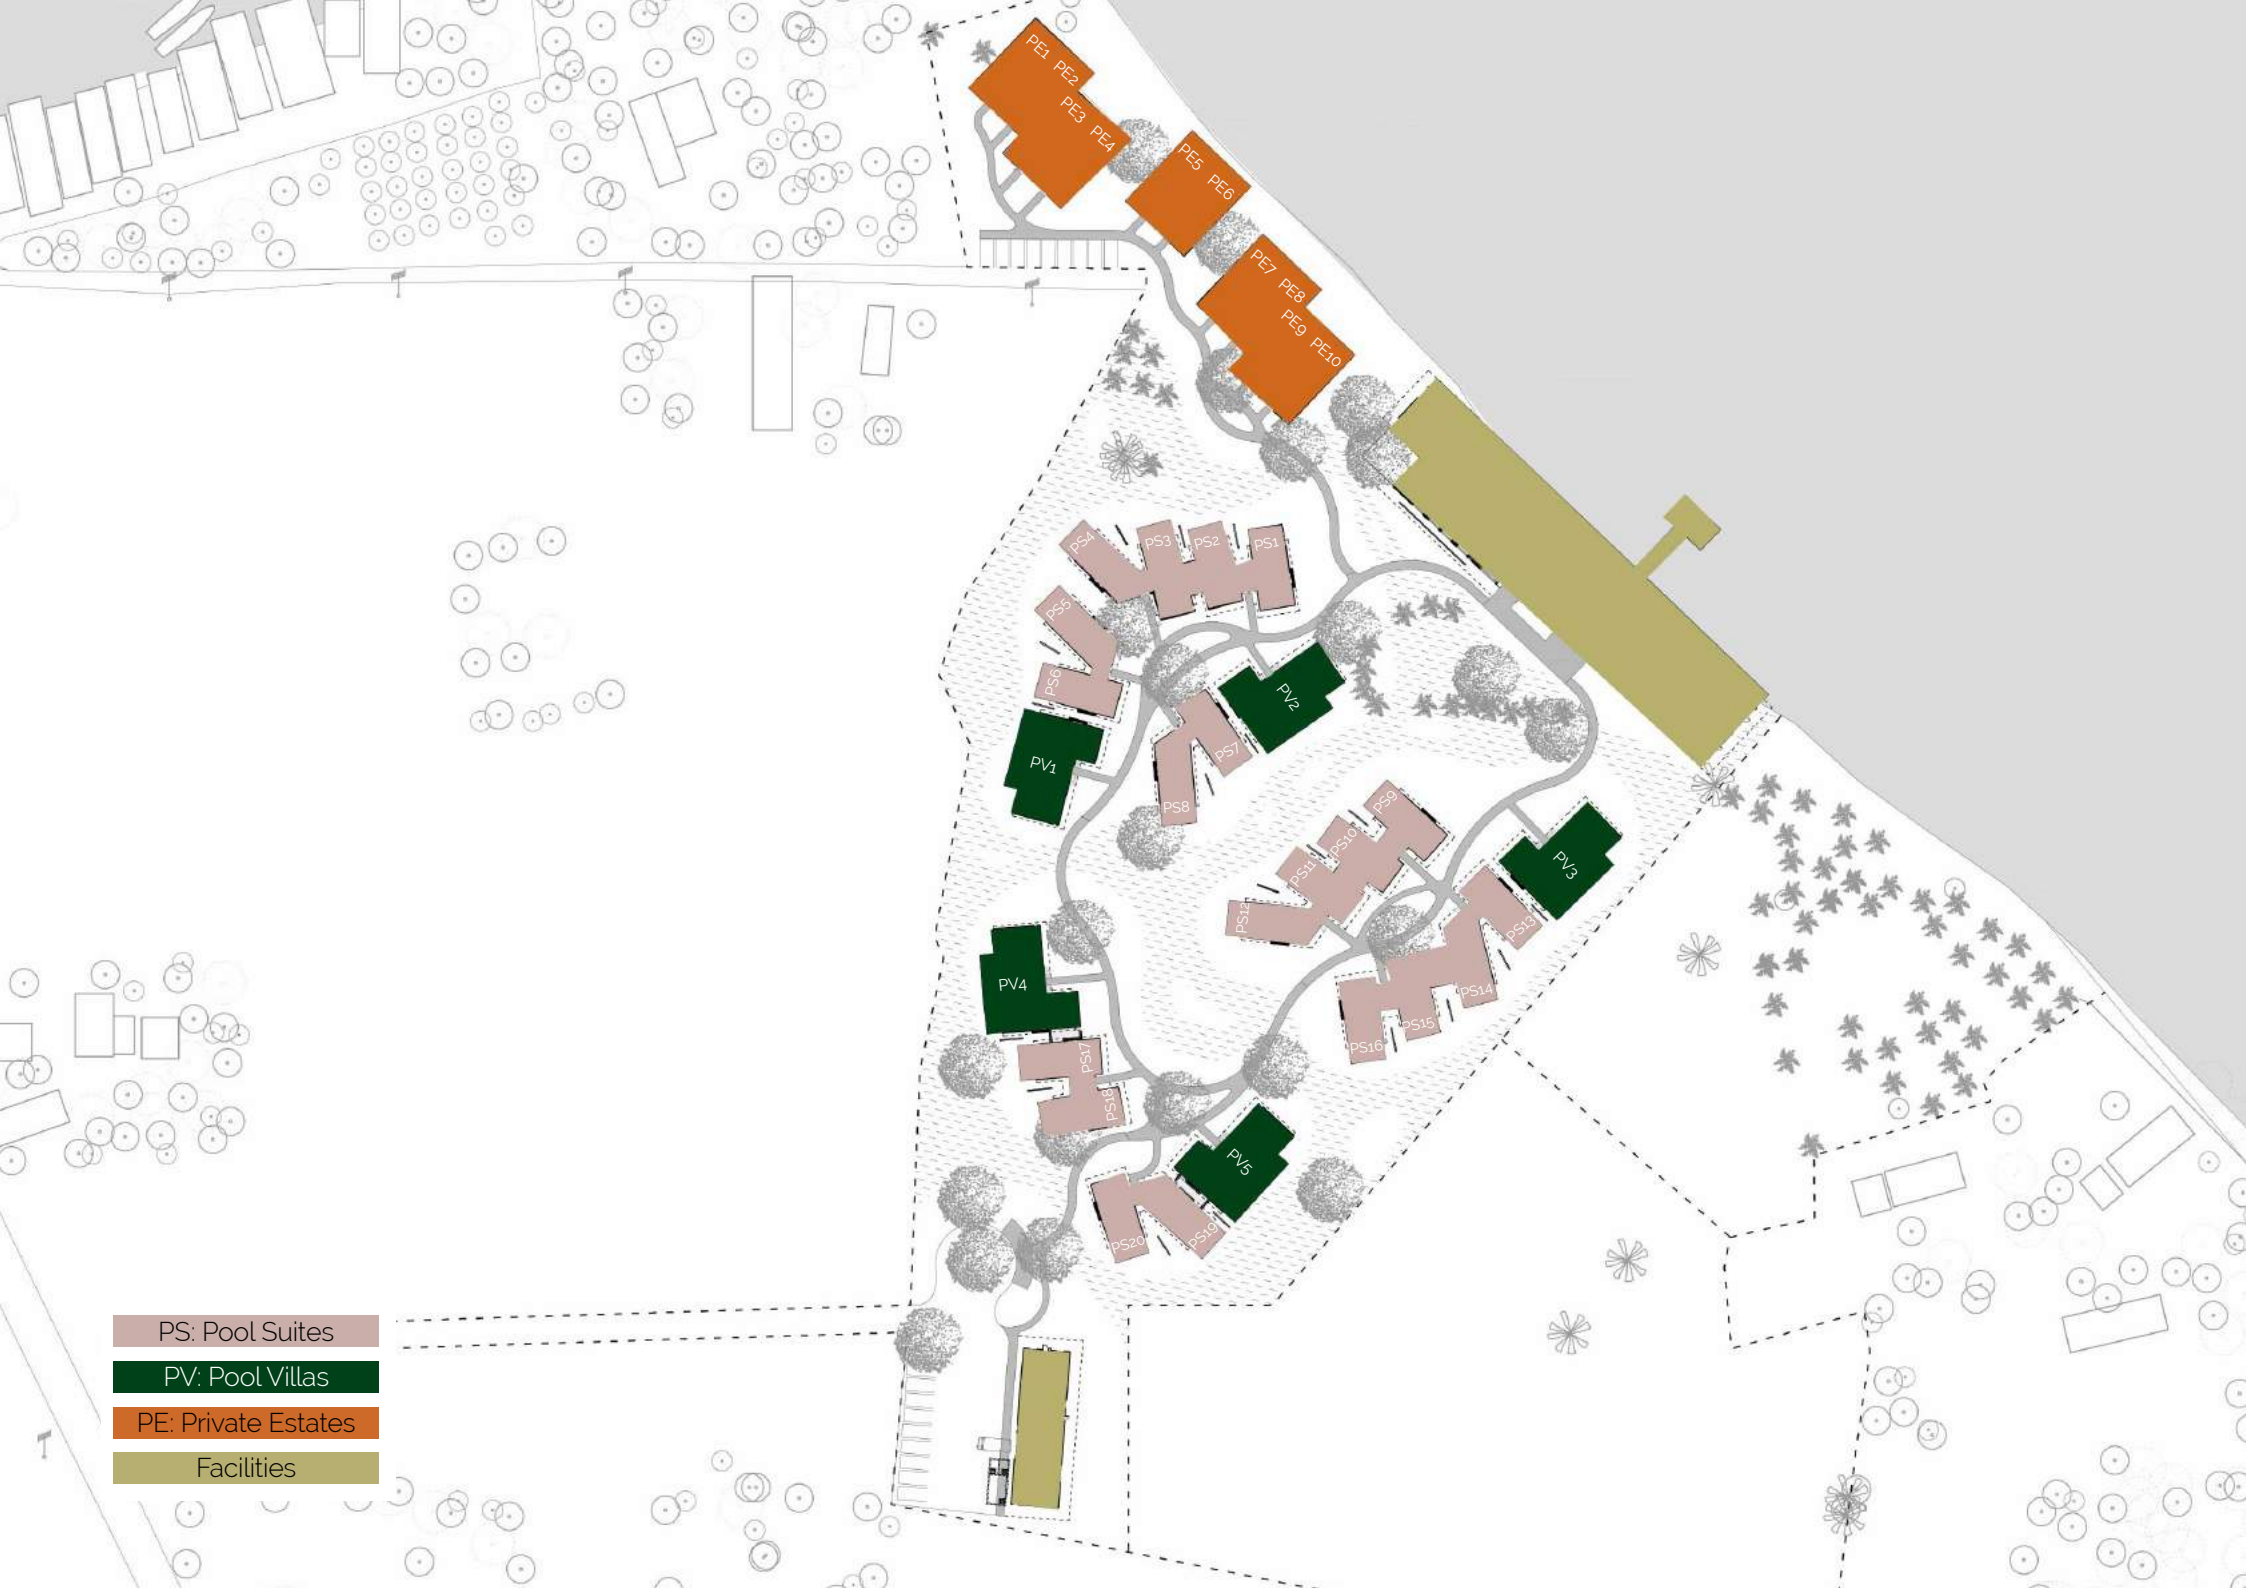 PE1
PE2
PE3
PE4
PE5
PE6
PE7
PE8
PE9
PE10
PS4
PS3
PS2
PS1
PS5
PS6
PV2
PV1
PS7
PS8
PS9
PS10
PS11
PS12
PV3
PS13
PS14
PS15
PS16
PV4
PS17
PS18
PV5
PS19
PS20
PS: Pool Suites
PV: Pool Villas
PE: Private Estates
Facilities